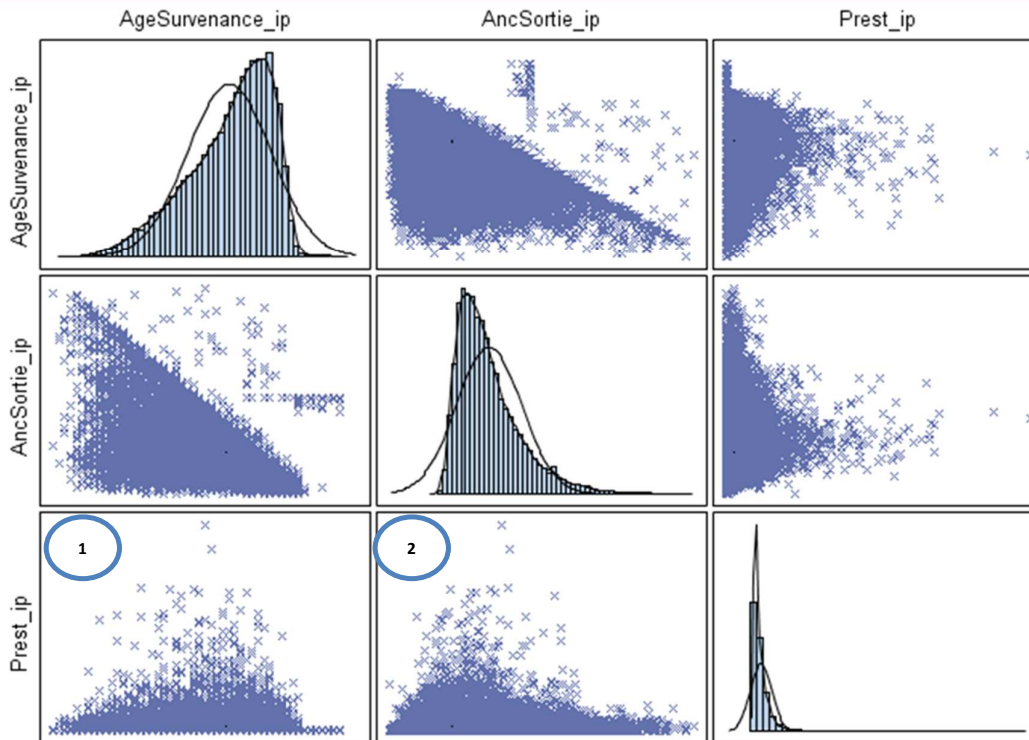 AgeSurvenance_ip AncSortie_ip Prest_ip
AgeSurvenance_ip
AncSortie_ip
Prest_ip
1
2